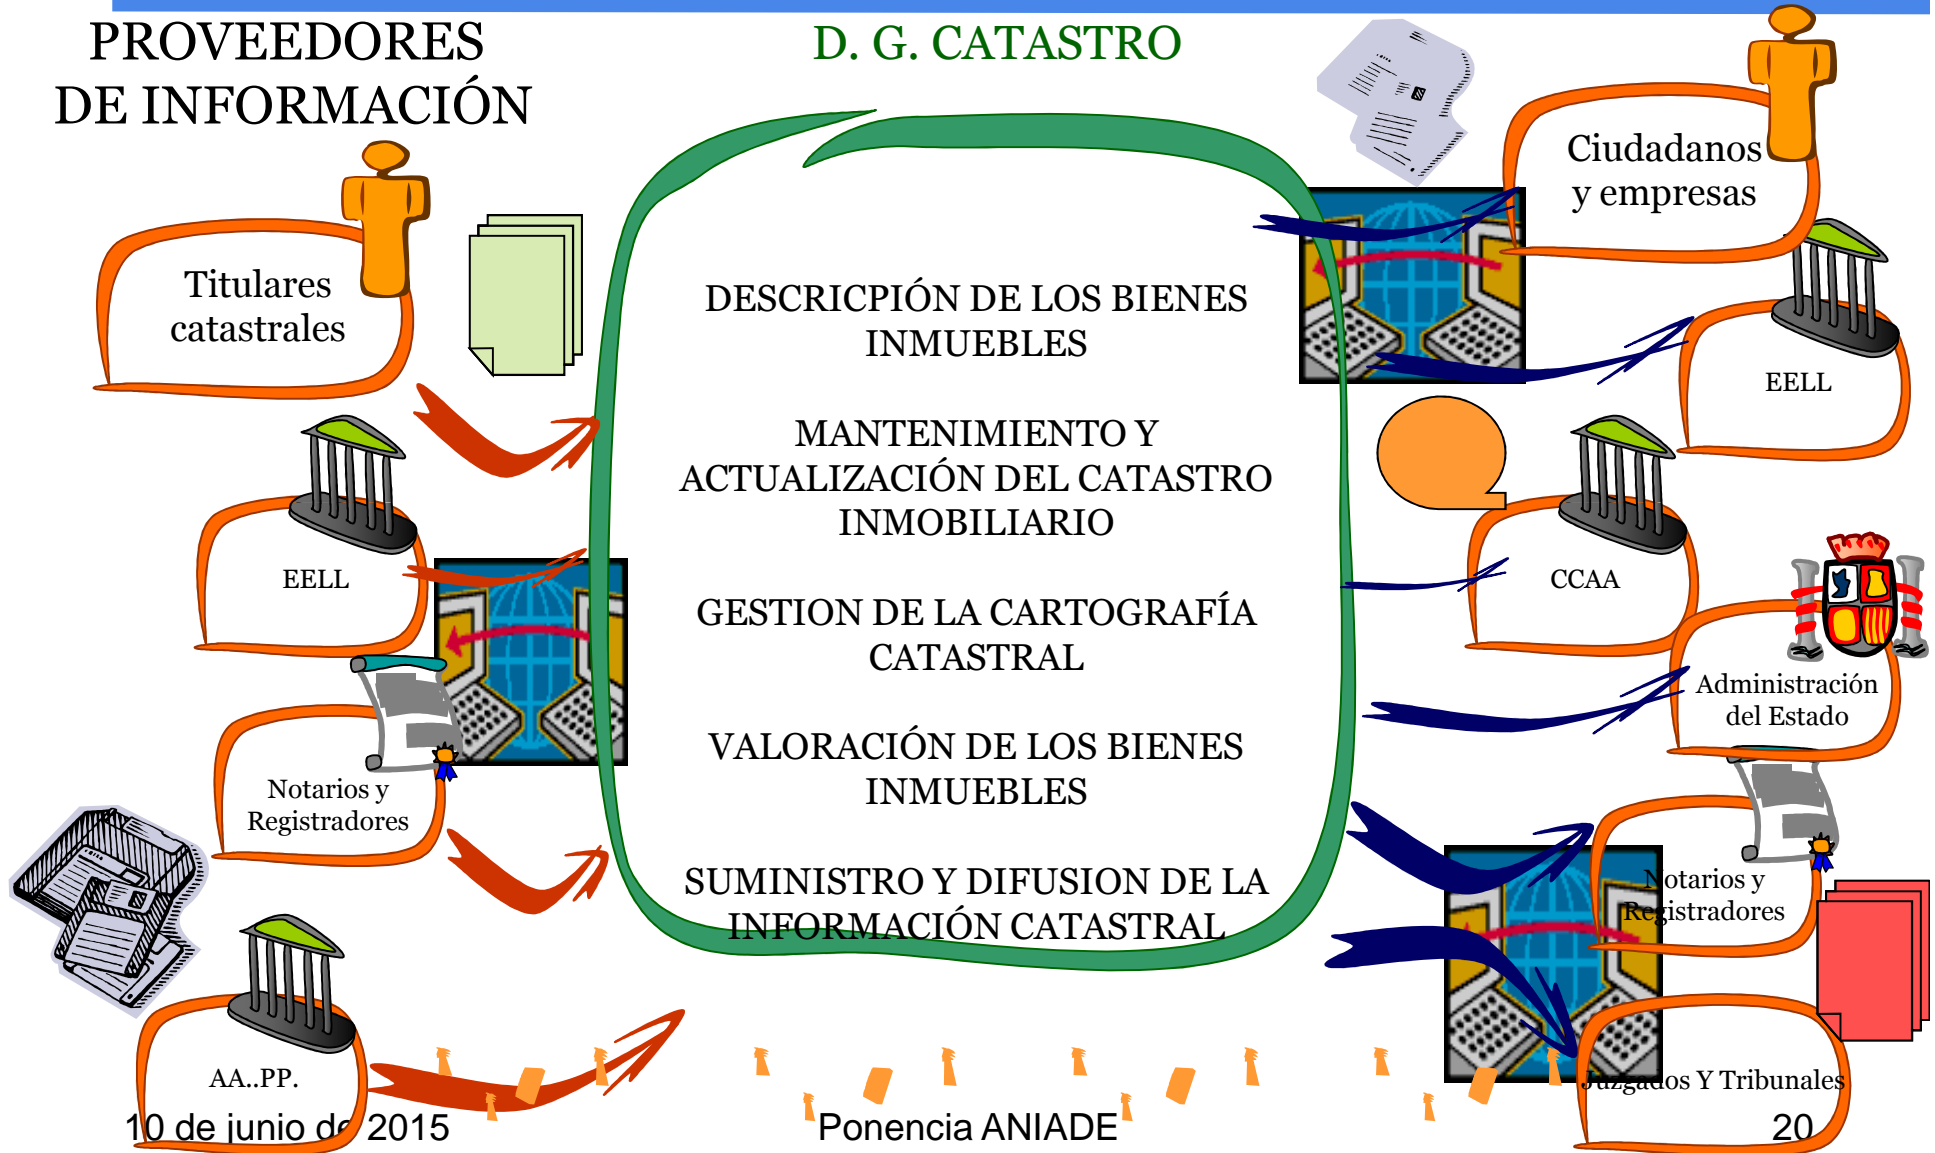 PROVEEDORES
DE INFORMACIÓN
Titulares
catastrales
EELL
Notarios y
Registradores
AA..PP.
D. G. CATASTRO
DESCRICPIÓN DE LOS BIENES
INMUEBLES
MANTENIMIENTO Y
ACTUALIZACIÓN DEL CATASTRO
INMOBILIARIO
GESTION DE LA CARTOGRAFÍA
CATASTRAL
VALORACIÓN DE LOS BIENES
INMUEBLES
SUMINISTRO Y DIFUSION DE LA
INFORMACIÓN CATASTRAL
Ciudadanos
y empresas
EELL
CCAA
Administración
del Estado
Notarios y
Registradores
Juzgados Y Tribunales
10 de junio de 2015
Ponencia ANIADE
20